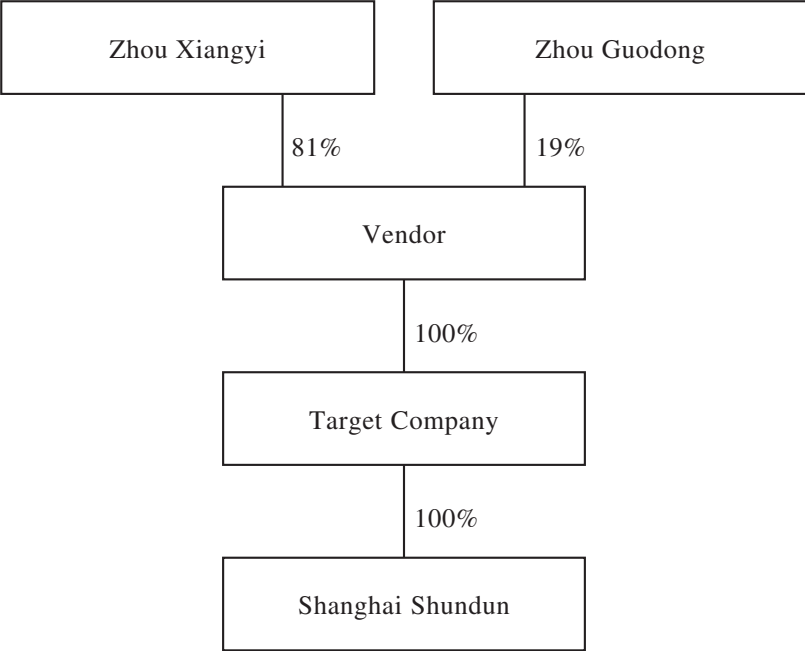 Zhou Xiangyi
Zhou Guodong
81%
19%
Vendor
100%
Target Company
100%
Shanghai Shundun